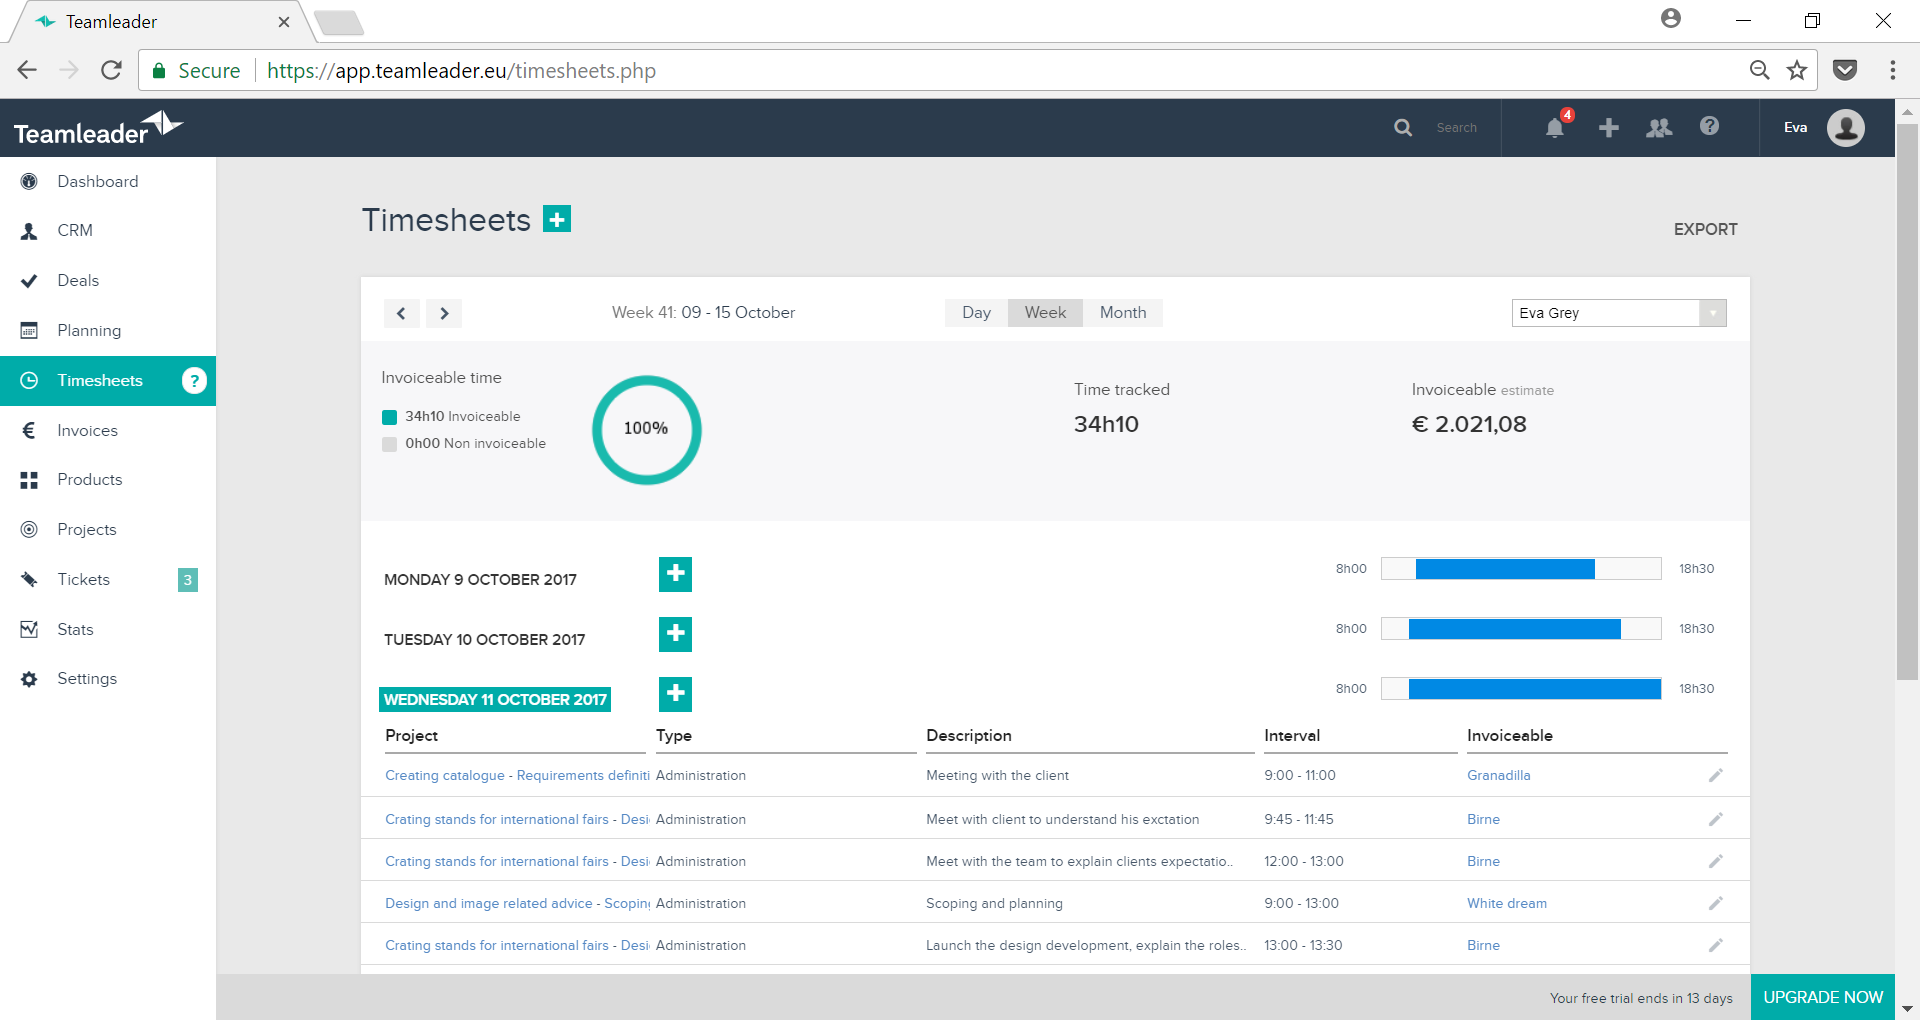 Teamleader
Secure https://app.teamleader.eu/timesheets.php
Teamleader
Search
4
?
Eva
Dashboard
CRM
Deals
Planning
Timesheets ?
€ Invoices
Products
Projects
Tickets 3
Stats
Settings
Timesheets +
EXPORT
Week 41: 09 - 15 October
Day Week Month
Eva Grey
Invoiceable time
34h10 Invoiceable
0h00 Non invoiceable
100%
Time tracked
34h10
Invoiceable estimate
€ 2.021,08
MONDAY 9 OCTOBER 2017 + 8h00 18h30
TUESDAY 10 OCTOBER 2017 + 8h00 18h30
WEDNESDAY 11 OCTOBER 2017 + 8h00 18h30
Project Type Description Interval Invoiceable
Creating catalogue - Requirements definiti Administration Meeting with the client 9:00 - 11:00 Granadilla
Crating stands for international fairs - Desi Administration Meet with client to understand his exctation 9:45 - 11:45 Birne
Crating stands for international fairs - Desi Administration Meet with the team to explain clients expectatio.. 12:00 - 13:00 Birne
Design and image related advice - Scoping Administration Scoping and planning 9:00 - 13:00 White dream
Crating stands for international fairs - Desi Administration Launch the design development, explain the roles.. 13:00 - 13:30 Birne
Your free trial ends in 13 days
UPGRADE NOW